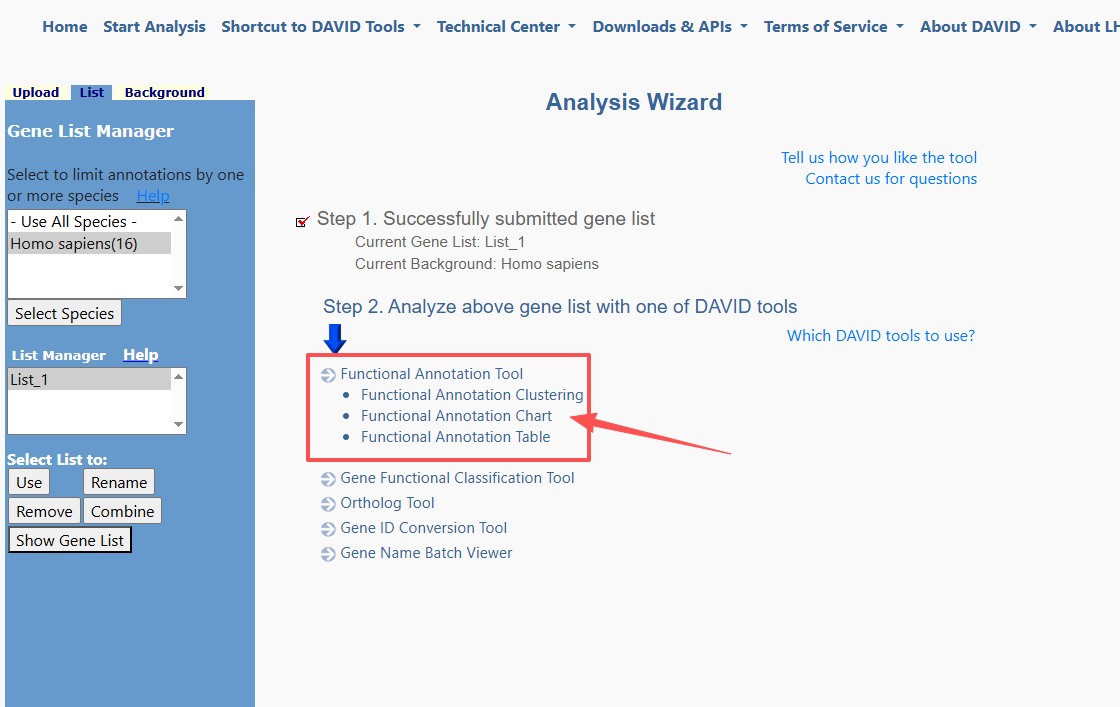 Home Start Analysis Shortcut to DAVID Tools Technical Center Downloads & APIs Terms of Service About DAVID About LH
Upload List Background
Gene List Manager
Select to limit annotations by one
or more species Help
- Use All Species -
Homo sapiens(16)
Select Species
List Manager Help
List_1
Select List to:
Use Rename
Remove Combine
Show Gene List
Analysis Wizard
Tell us how you like the tool
Contact us for questions
Step 1. Successfully submitted gene list
Current Gene List: List_1
Current Background: Homo sapiens
Step 2. Analyze above gene list with one of DAVID tools
Which DAVID tools to use?
Functional Annotation Tool
Functional Annotation Clustering
Functional Annotation Chart
Functional Annotation Table
Gene Functional Classification Tool
Ortholog Tool
Gene ID Conversion Tool
Gene Name Batch Viewer